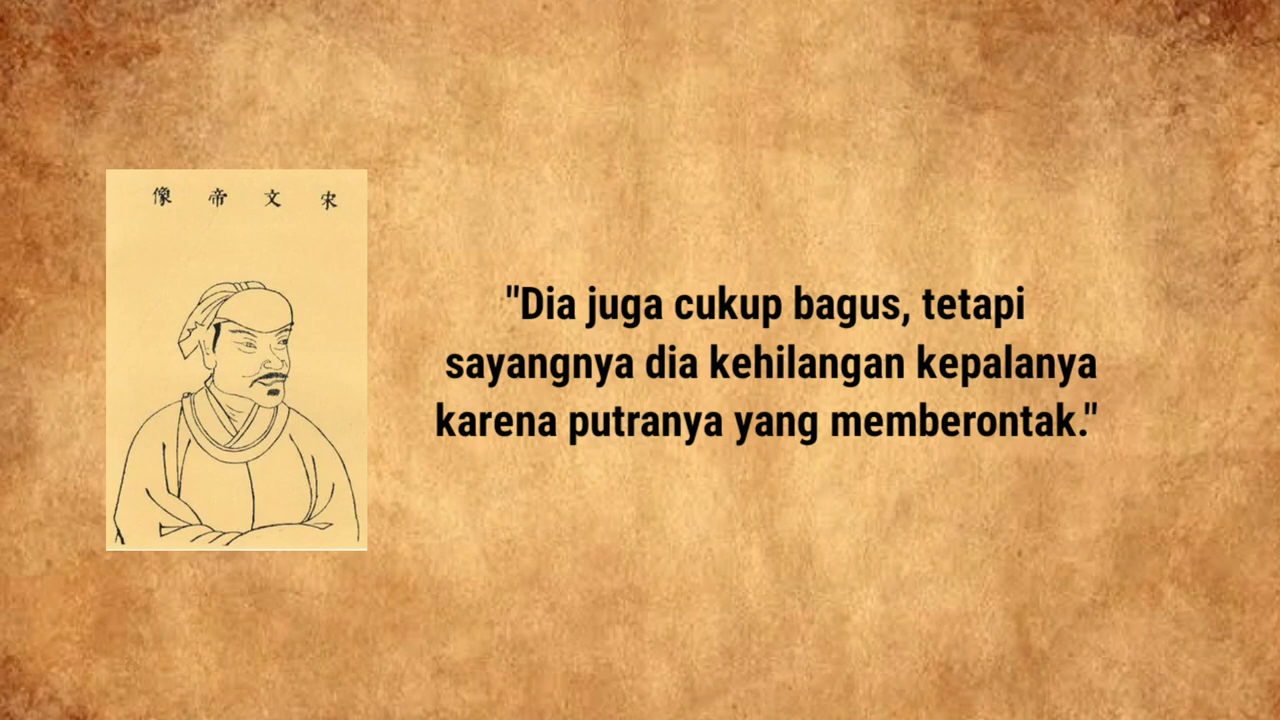 宋文帝像
"Dia juga cukup bagus, tetapi
sayangnya dia kehilangan kepalanya
karena putranya yang memberontak."